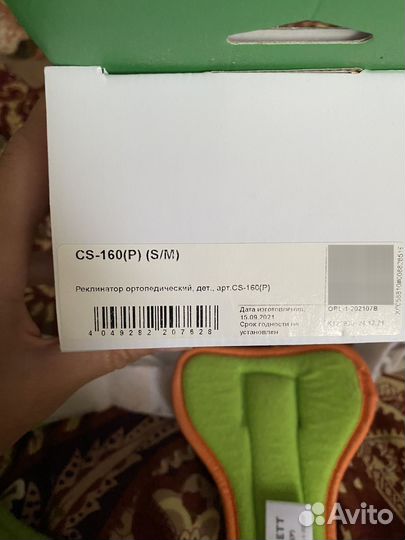 CS-160(P) (S/M)
Реклинатор ортопедический, дет., арт.CS-160(P)
4 049282 207628
Дата изготовления:
15.09.2021
Срок годности не
установлен
ETT
Avito